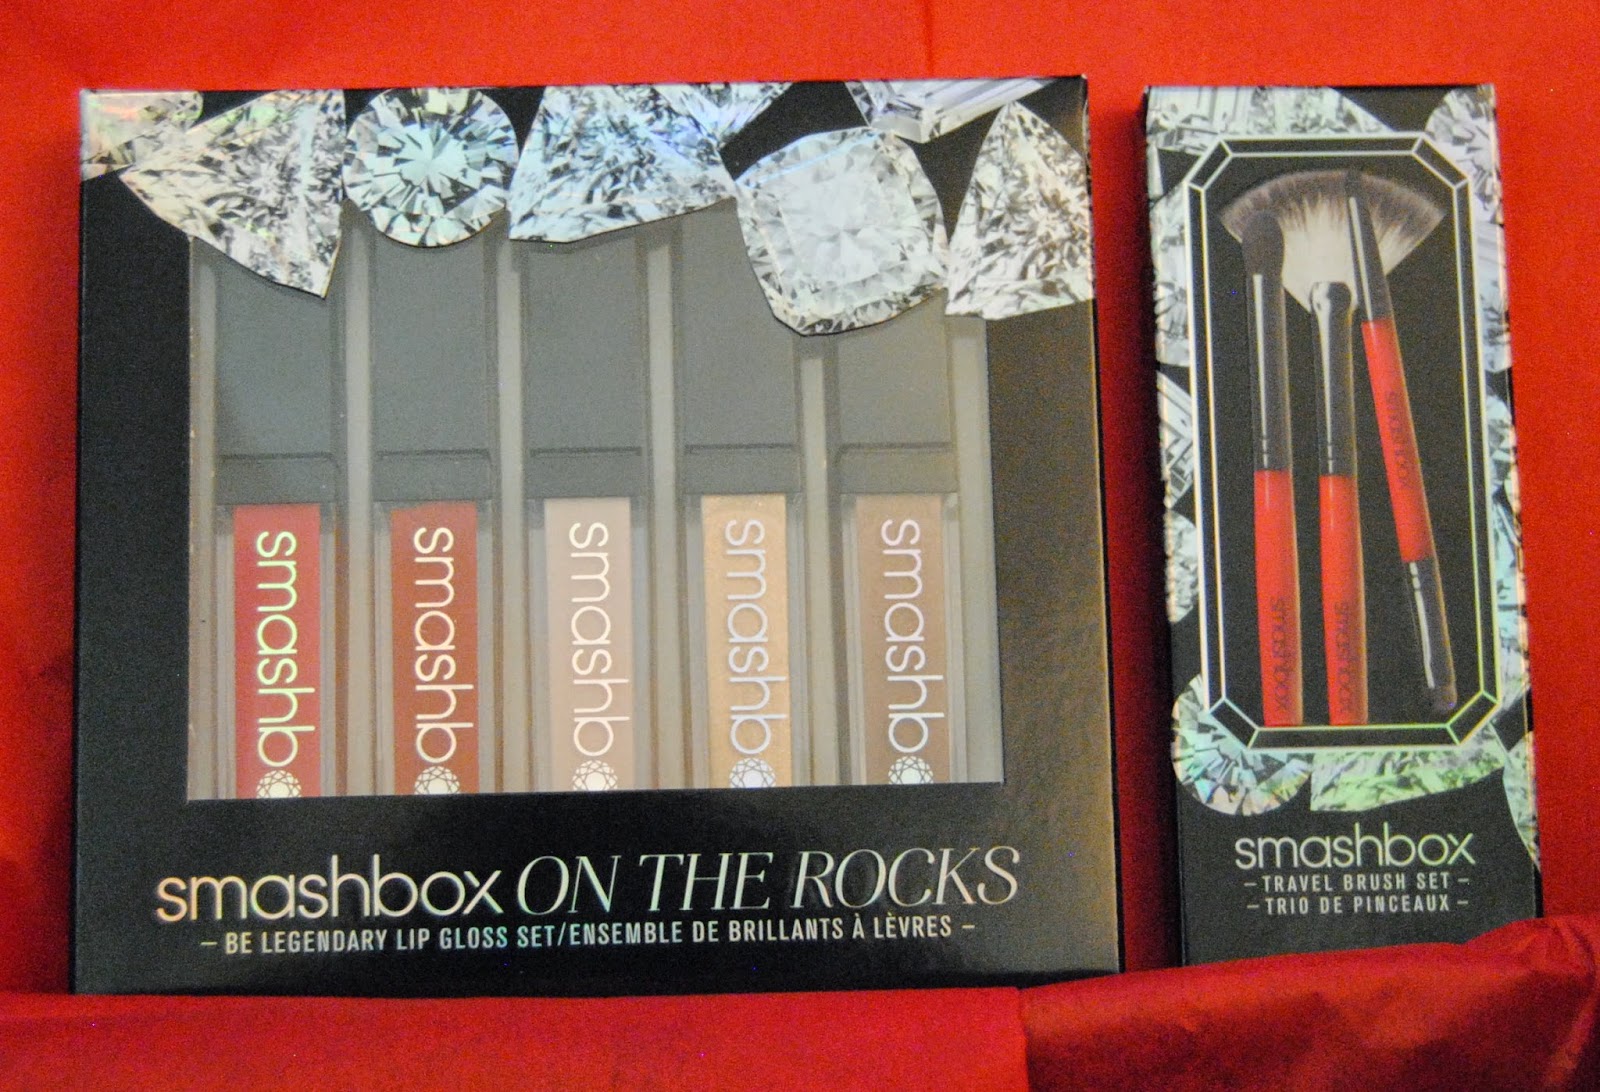 smashb
smashb
smashb
smashb
smashb
smashbox ON THE ROCKS
– BE LEGENDARY LIP GLOSS SET/ENSEMBLE DE BRILLANTS À LÈVRES –
smashbox
smashbox
smashbox
smashbox
– TRAVEL BRUSH SET –
– TRIO DE PINCEAUX –